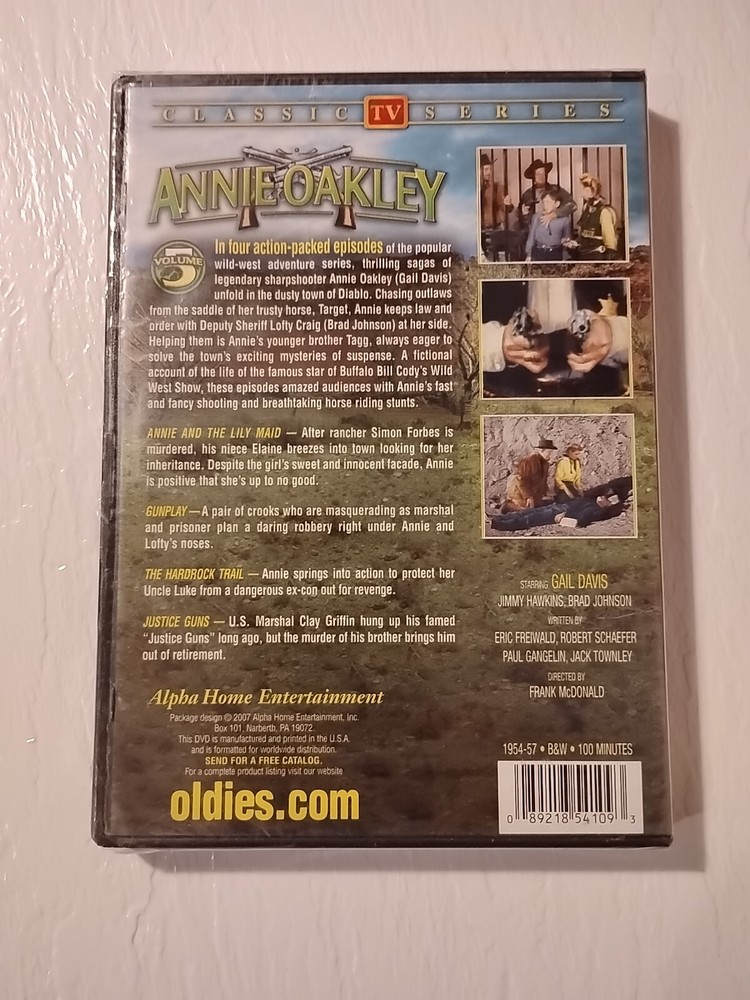 CLASSIC TV SERIES
ANNIE OAKLEY
VOLUME 5
In four action-packed episodes of the popular
wild-west adventure series, thrilling sagas of
legendary sharpshooter Annie Oakley (Gail Davis)
unfold in the dusty town of Diablo. Chasing outlaws
from the saddle of her trusty horse, Target, Annie keeps law and
order with Deputy Sheriff Lofty Craig (Brad Johnson) at her side.
Helping them is Annie's younger brother Tagg, always eager to
solve the town's exciting mysteries of suspense. A fictional
account of the life of the famous star of Buffalo Bill Cody's Wild
West Show, these episodes amazed audiences with Annie's fast
and fancy shooting and breathtaking horse riding stunts.
ANNIE AND THE LILY MAID — After rancher Simon Forbes is
murdered, his niece Elaine breezes into town looking for her
inheritance. Despite the girl's sweet and innocent facade, Annie
is positive that she's up to no good.
GUNPLAY — A pair of crooks who are masquerading as marshal
and prisoner plan a daring robbery right under Annie and
Lofty's noses.
THE HARDROCK TRAIL — Annie springs into action to protect her
Uncle Luke from a dangerous ex-con out for revenge.
JUSTICE GUNS — U.S. Marshal Clay Griffin hung up his famed
"Justice Guns" long ago, but the murder of his brother brings him
out of retirement.
Alpha Home Entertainment
Package design © 2007 Alpha Home Entertainment, Inc.
Box 101, Narberth, PA 19072.
This DVD is manufactured and printed in the U.S.A.
and is formatted for worldwide distribution.
SEND FOR A FREE CATALOG.
For a complete product listing visit our website
oldies.com
STARRING GAIL DAVIS
JIMMY HAWKINS, BRAD JOHNSON
WRITTEN BY
ERIC FREIWALD, ROBERT SCHAEFER
PAUL GANGELIN, JACK TOWNLEY
DIRECTED BY
FRANK McDONALD
1954-57 • B&W • 100 MINUTES
0 89218 54109 3